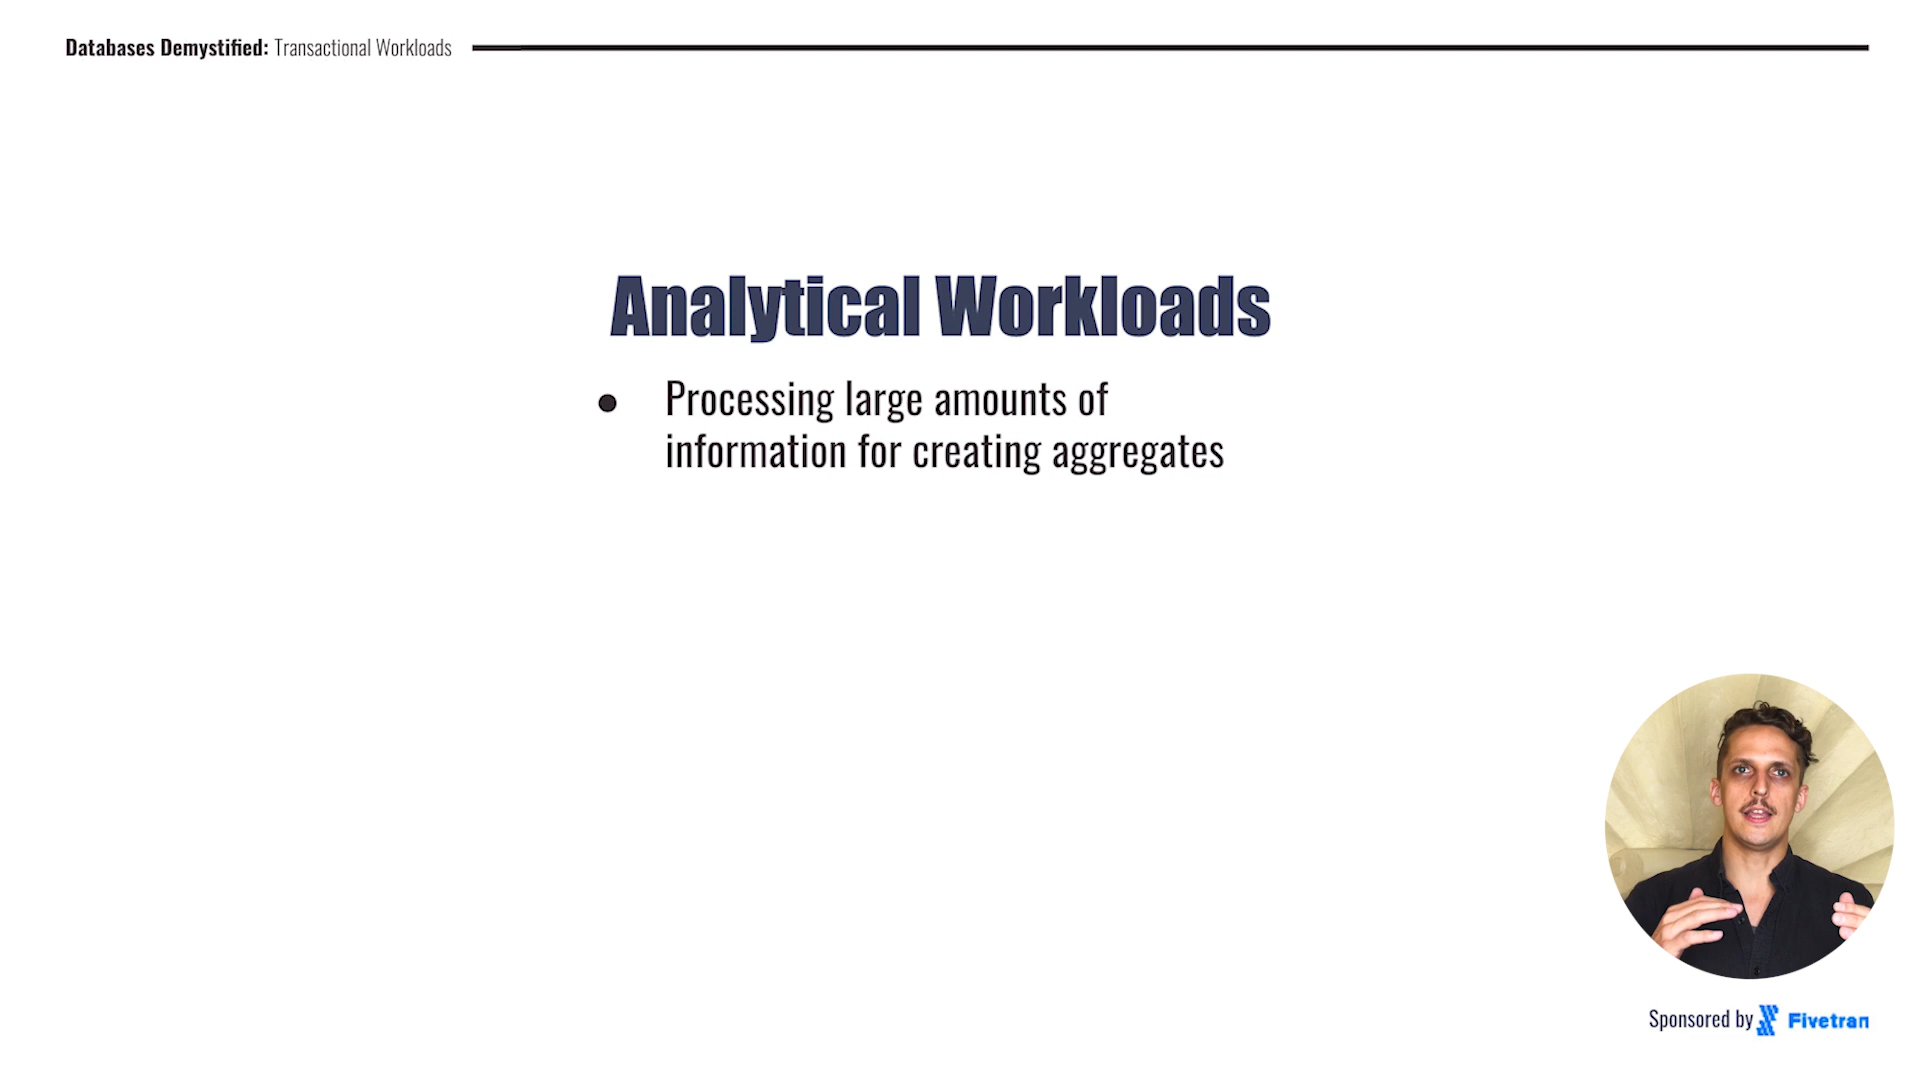 Databases Demystified: Transactional Workloads
Analytical Workloads
● Processing large amounts of
information for creating aggregates
Sponsored by Fivetran